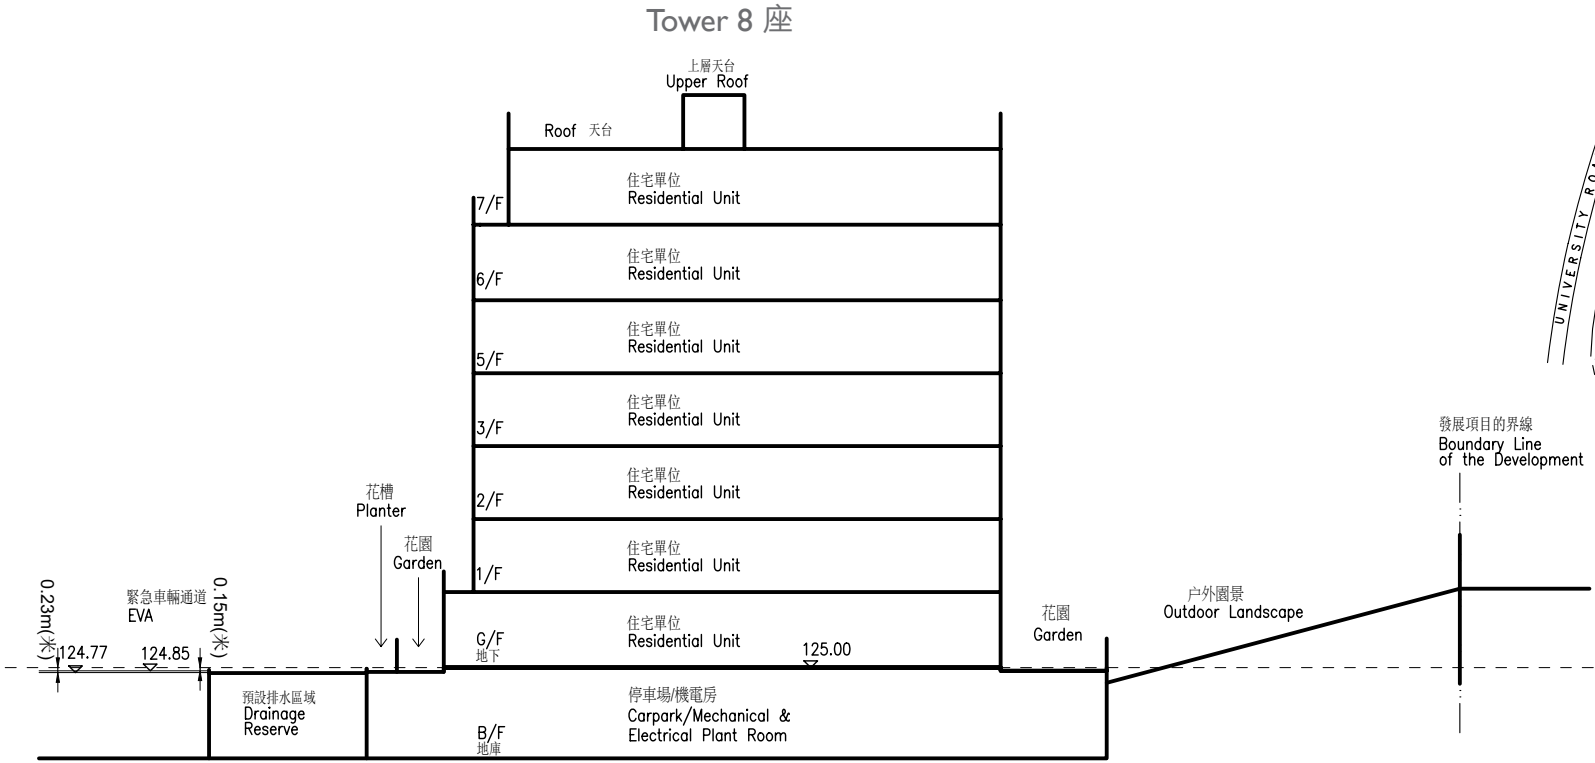 Tower 8 座
上層天台
Upper Roof
Roof 天台
住宅單位
Residential Unit
7/F
住宅單位
Residential Unit
6/F
住宅單位
Residential Unit
5/F
住宅單位
Residential Unit
3/F
住宅單位
Residential Unit
2/F
住宅單位
Residential Unit
1/F
住宅單位
Residential Unit
G/F
地下
125.00
停車場/機電房
Carpark/Mechanical &
Electrical Plant Room
B/F
地庫
花槽
Planter
花園
Garden
0.23m(米)
緊急車輛通道
EVA
0.15m(米)
124.77
124.85
預設排水區域
Drainage
Reserve
花園
Garden
户外園景
Outdoor Landscape
發展項目的界線
Boundary Line
of the Development
UNIVERSITY